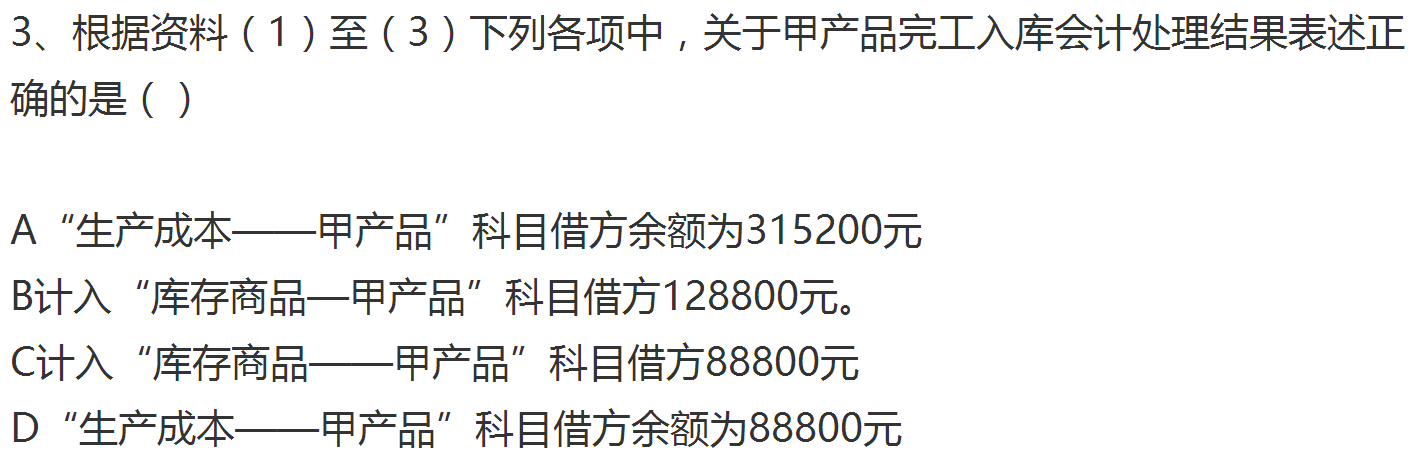 3、根据资料（1）至（3）下列各项中，关于甲产品完工入库会计处理结果表述正
确的是（ ）
A“生产成本——甲产品”科目借方余额为315200元
B计入“库存商品—甲产品”科目借方128800元。
C计入“库存商品——甲产品”科目借方88800元
D“生产成本——甲产品”科目借方余额为88800元